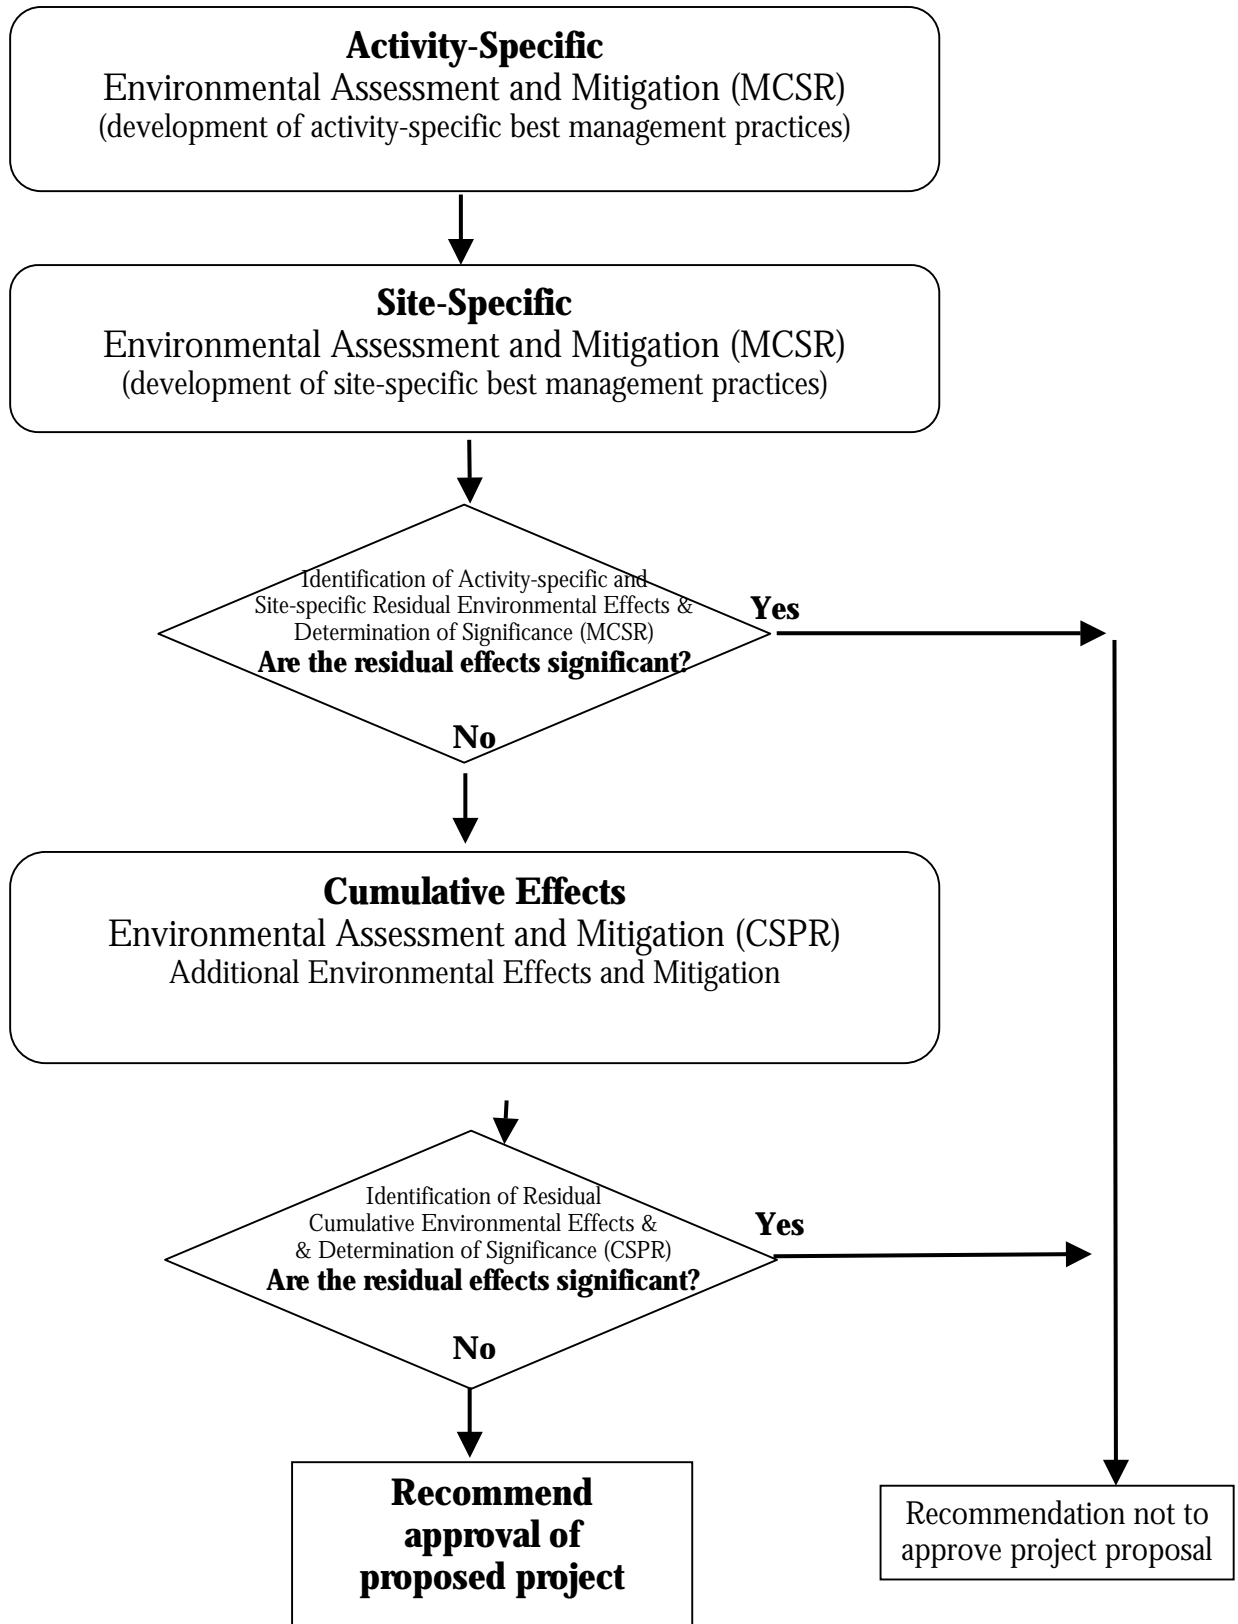 Activity-Specific
Environmental Assessment and Mitigation (MCSR)
(development of activity-specific best management practices)
Site-Specific
Environmental Assessment and Mitigation (MCSR)
(development of site-specific best management practices)
Identification of Activity-specific and
Site-specific Residual Environmental Effects &
Determination of Significance (MCSR)
Are the residual effects significant?
Yes
No
Cumulative Effects
Environmental Assessment and Mitigation (CSPR)
Additional Environmental Effects and Mitigation
Identification of Residual
Cumulative Environmental Effects &
& Determination of Significance (CSPR)
Are the residual effects significant?
Yes
No
Recommend
approval of
proposed project
Recommendation not to
approve project proposal